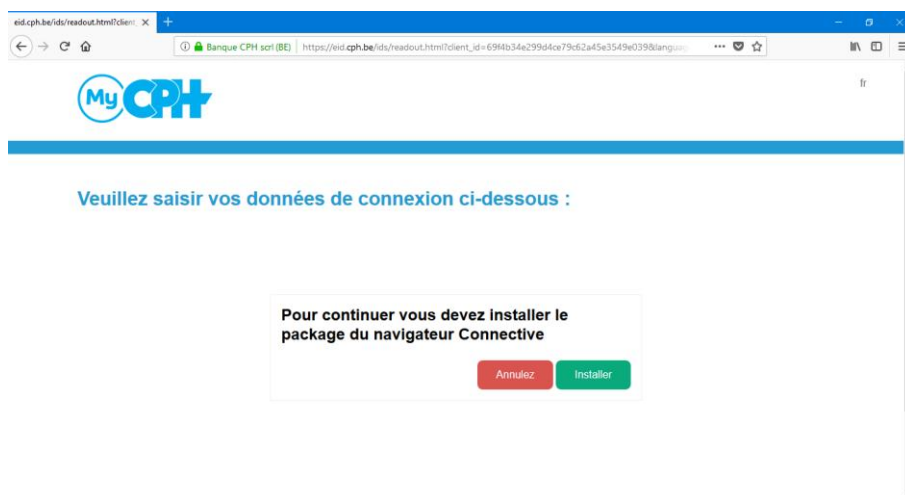 eid.cph.be/ids/readout.html?client_
Banque CPH scrl (BE) https://eid.cph.be/ids/readout.html?client_id=69f4b34e299d4ce79c62a45e3549e039&languag
My CPH
fr
Veuillez saisir vos données de connexion ci-dessous :
Pour continuer vous devez installer le
package du navigateur Connective
Annulez Installer